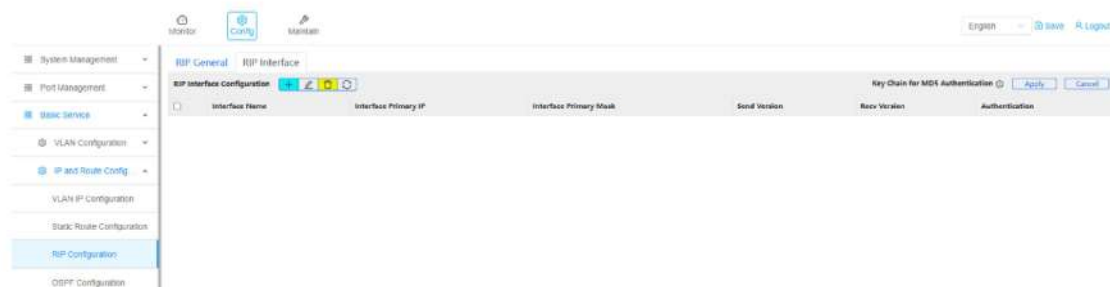 Monitor
Config
Maintain
English
Save
Logout
System Management
Port Management
Basic Service
VLAN Configuration
IP and Route Config
VLAN IP Configuration
Static Route Configuration
RIP Configuration
OSPF Configuration
RIP General RIP Interface
RIP Interface Configuration
Key Chain for MD5 Authentication Apply Cancel
Interface Name Interface Primary IP Interface Primary Mask Send Version Recv Version Authentication